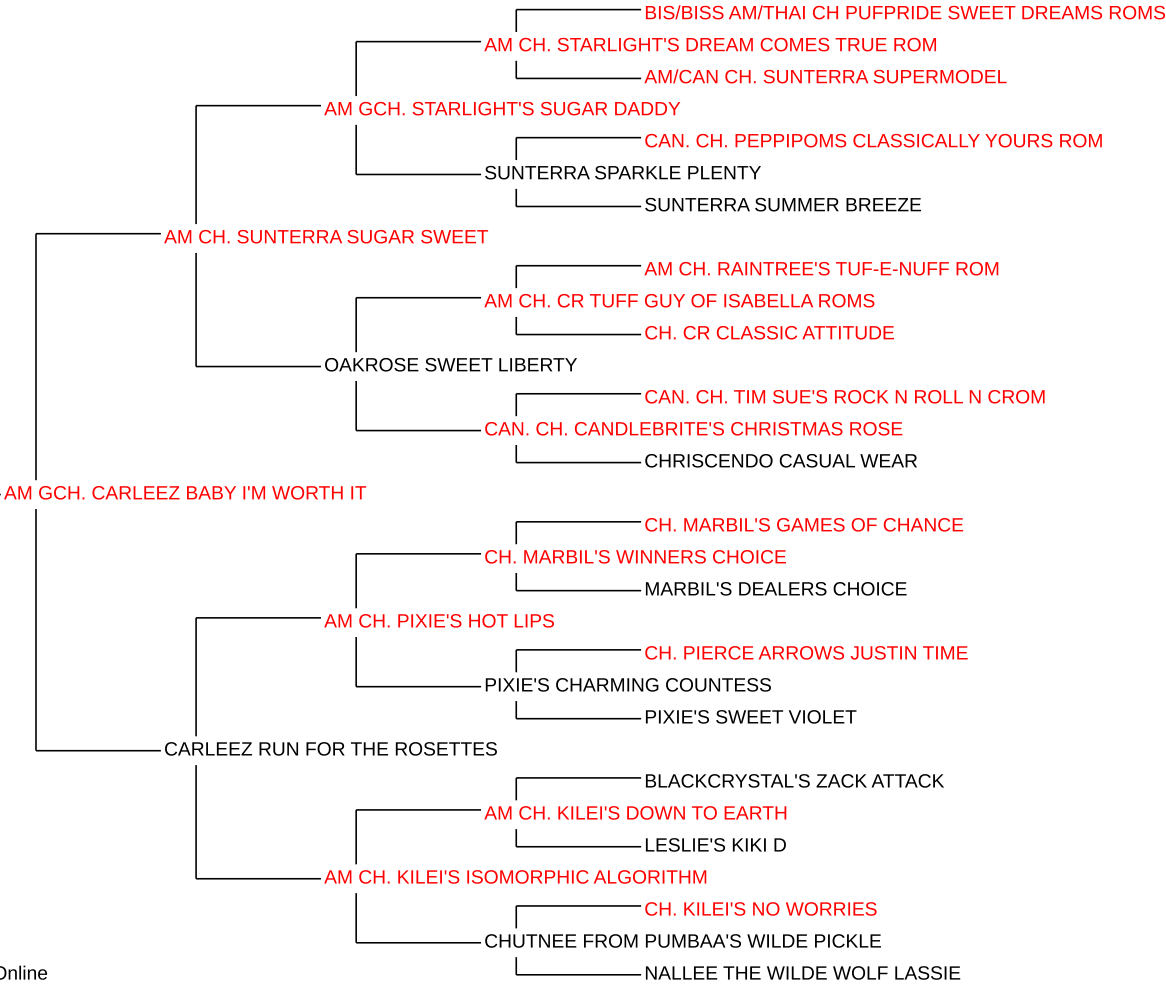 BIS/BISS AM/THAI CH PUFPRIDE SWEET DREAMS ROMS
AM CH. STARLIGHT'S DREAM COMES TRUE ROM
AM/CAN CH. SUNTERRA SUPERMODEL
AM GCH. STARLIGHT'S SUGAR DADDY
CAN. CH. PEPPIPOMS CLASSICALLY YOURS ROM
SUNTERRA SPARKLE PLENTY
SUNTERRA SUMMER BREEZE
AM CH. SUNTERRA SUGAR SWEET
AM CH. RAINTREE'S TUF-E-NUFF ROM
AM CH. CR TUFF GUY OF ISABELLA ROMS
CH. CR CLASSIC ATTITUDE
OAKROSE SWEET LIBERTY
CAN. CH. TIM SUE'S ROCK N ROLL N CROM
CAN. CH. CANDLEBRITE'S CHRISTMAS ROSE
CHRISCENDO CASUAL WEAR
AM GCH. CARLEEZ BABY I'M WORTH IT
CH. MARBIL'S GAMES OF CHANCE
CH. MARBIL'S WINNERS CHOICE
MARBIL'S DEALERS CHOICE
AM CH. PIXIE'S HOT LIPS
CH. PIERCE ARROWS JUSTIN TIME
PIXIE'S CHARMING COUNTESS
PIXIE'S SWEET VIOLET
CARLEEZ RUN FOR THE ROSETTES
BLACKCRYSTAL'S ZACK ATTACK
AM CH. KILEI'S DOWN TO EARTH
LESLIE'S KIKI D
AM CH. KILEI'S ISOMORPHIC ALGORITHM
CH. KILEI'S NO WORRIES
CHUTNEE FROM PUMBAA'S WILDE PICKLE
NALLEE THE WILDE WOLF LASSIE
Online